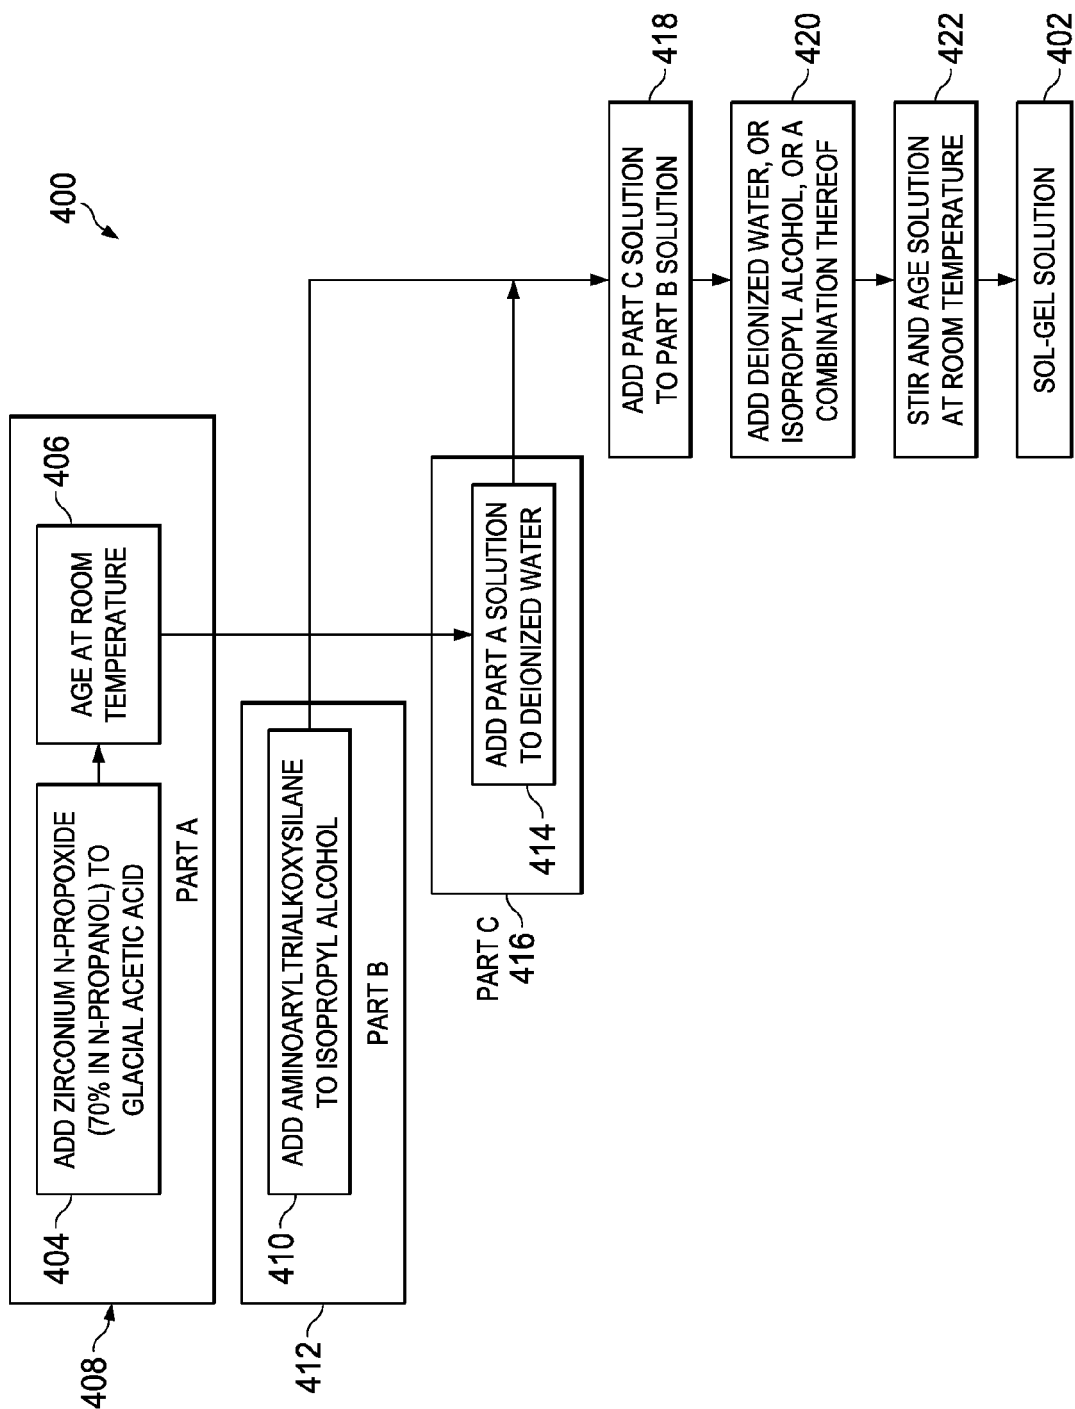 400
408
404
ADD ZIRCONIUM N-PROPOXIDE
(70% IN N-PROPANOL) TO
GLACIAL ACETIC ACID
406
AGE AT ROOM
TEMPERATURE
PART A
412
410
ADD AMINOARYLTRIALKOXYSILANE
TO ISOPROPYL ALCOHOL
PART B
PART C
416
414
ADD PART A SOLUTION
TO DEIONIZED WATER
ADD PART C SOLUTION
TO PART B SOLUTION
418
ADD DEIONIZED WATER, OR
ISOPROPYL ALCOHOL, OR A
COMBINATION THEREOF
420
STIR AND AGE SOLUTION
AT ROOM TEMPERATURE
422
SOL-GEL SOLUTION
402